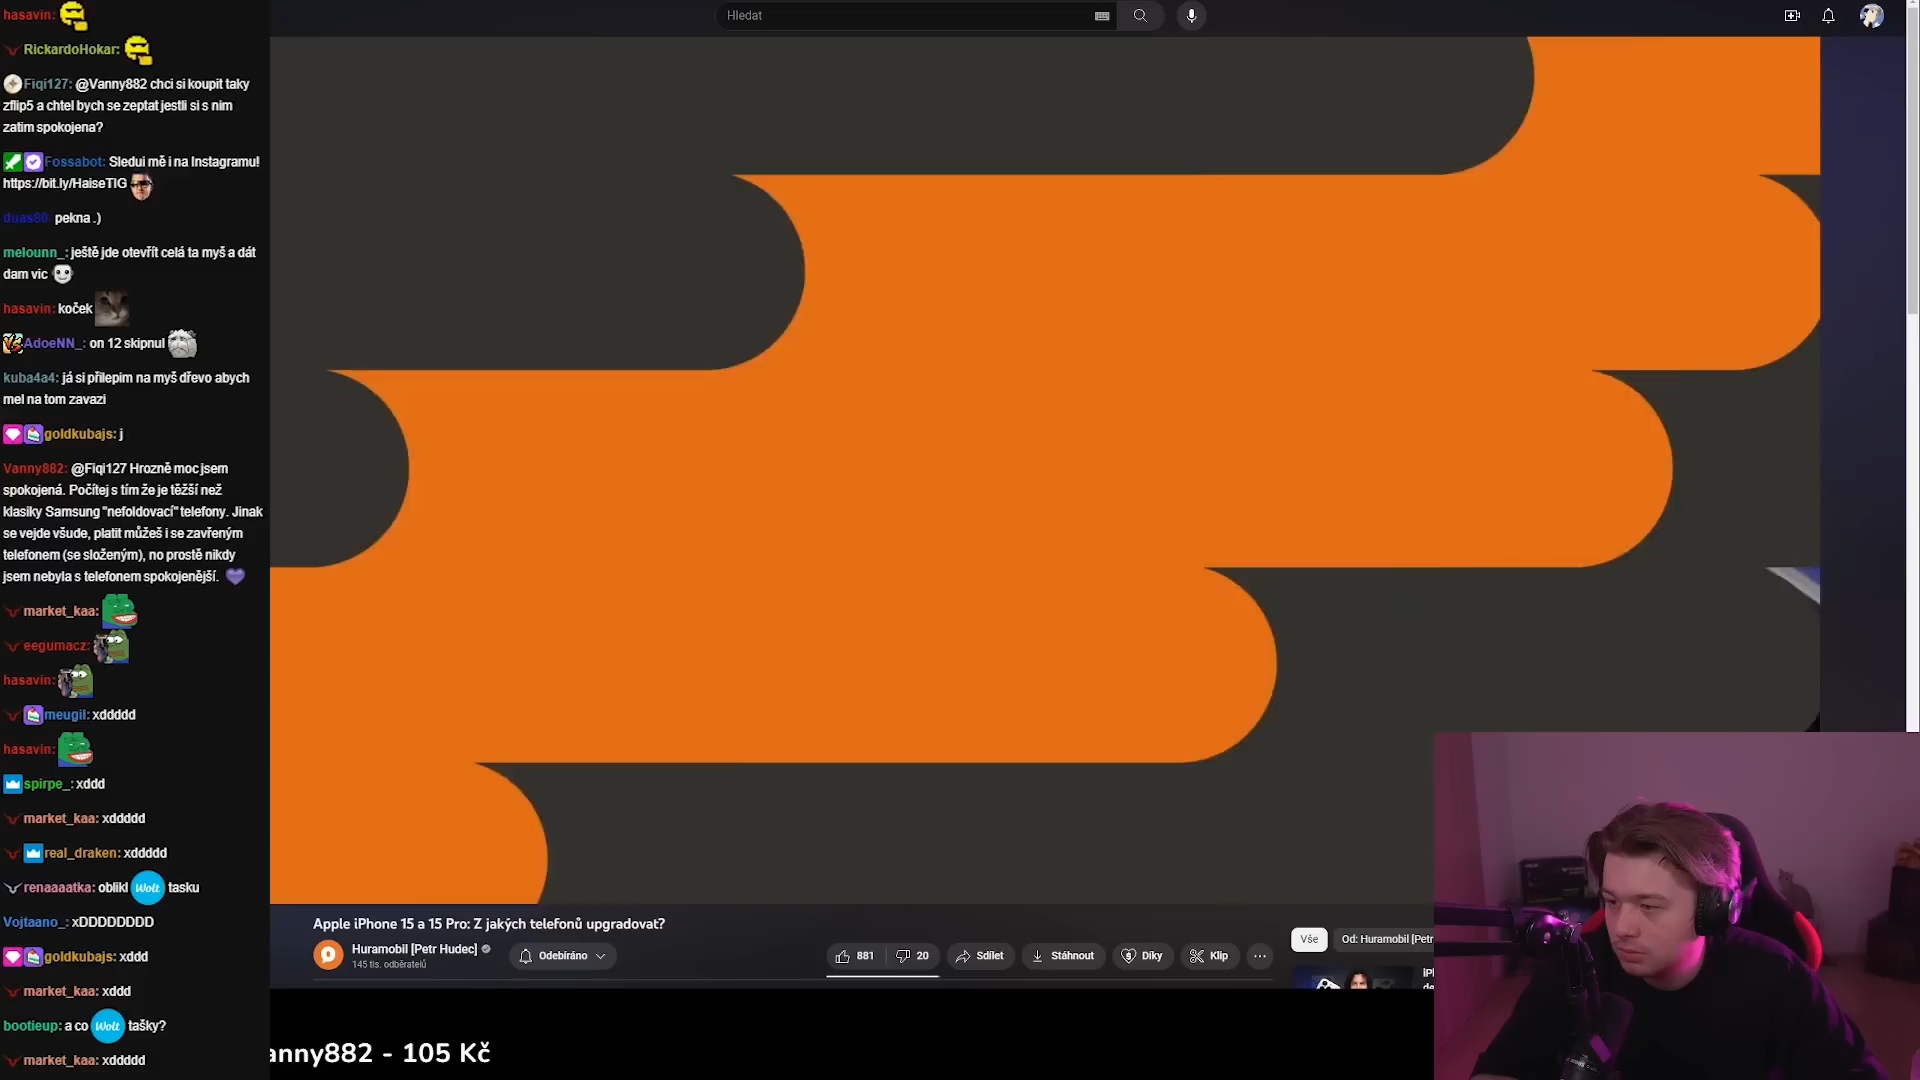 hasavin:
RickardoHokar:
Fiqi127: @Vanny882 chci si koupit taky
zflip5 a chtel bych se zeptat jestli si s nim
zatim spokojena?
Fossabot: Sleduj mě i na Instagramu!
https://bit.ly/HaiseTIG
duas80: pekna .)
melounn_: ještě jde otevřít celá ta myš a dát
dam vic
hasavin: koček
AdoeNN_: on 12 skipnul
kuba4a4: já si přilepim na myš dřevo abych
mel na tom zavazi
goldkubajs: j
Vanny882: @Fiqi127 Hrozně moc jsem
spokojená. Počítej s tím že je těžší než
klasiky Samsung "nefoldovací" telefony. Jinak
se vejde všude, platit můžeš i se zavřeným
telefonem (se složeným), no prostě nikdy
jsem nebyla s telefonem spokojenější.
market_kaa:
eegumacz:
hasavin:
meugil: xddddd
hasavin:
spirpe_: xddd
market_kaa: xddddd
real_draken: xddddd
renaaaatka: oblikl Wolt tasku
Vojtaano_: xDDDDDDDD
goldkubajs: xddd
market_kaa: xddd
bootieup: a co Wolt tašky?
market_kaa: xddddd
Hledat
Apple iPhone 15 a 15 Pro: Z jakých telefonů upgradovat?
Huramobil [Petr Hudec]
145 tis. odběratelů
Odebíráno
881
20
Sdílet
Stáhnout
Díky
Klip
Vše
Od: Huramobil [Petr
iPl
de
anny882 - 105 Kč